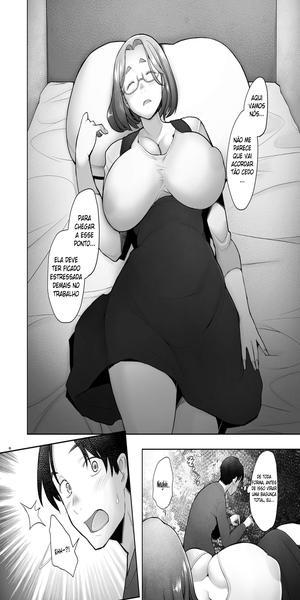 AQUI
VAMOS
NÓS...
NÃO ME
PARECE
QUE VAI
ACORDAR
TÃO CEDO
...
PARA
CHEGAR
A ESSE
PONTO...
ELA DEVE
TER FICADO
ESTRESSADA
DEMAIS NO
TRABALHO
DE TODA
FORMA, ANTES
DE ISSO VIRAR
UMA BAGUNÇA
TOTAL, EU...
EHH-?!